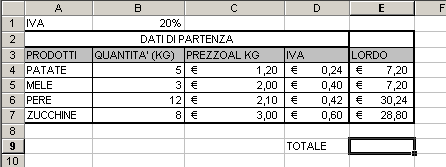 A B C D E F
1 IVA 20%
2 DATI DI PARTENZA
3 PRODOTTI QUANTITA' (KG) PREZZOAL KG IVA LORDO
4 PATATE 5 € 1,20 € 0,24 € 7,20
5 MELE 3 € 2,00 € 0,40 € 7,20
6 PERE 12 € 2,10 € 0,42 € 30,24
7 ZUCCHINE 8 € 3,00 € 0,60 € 28,80
8
9 TOTALE
10